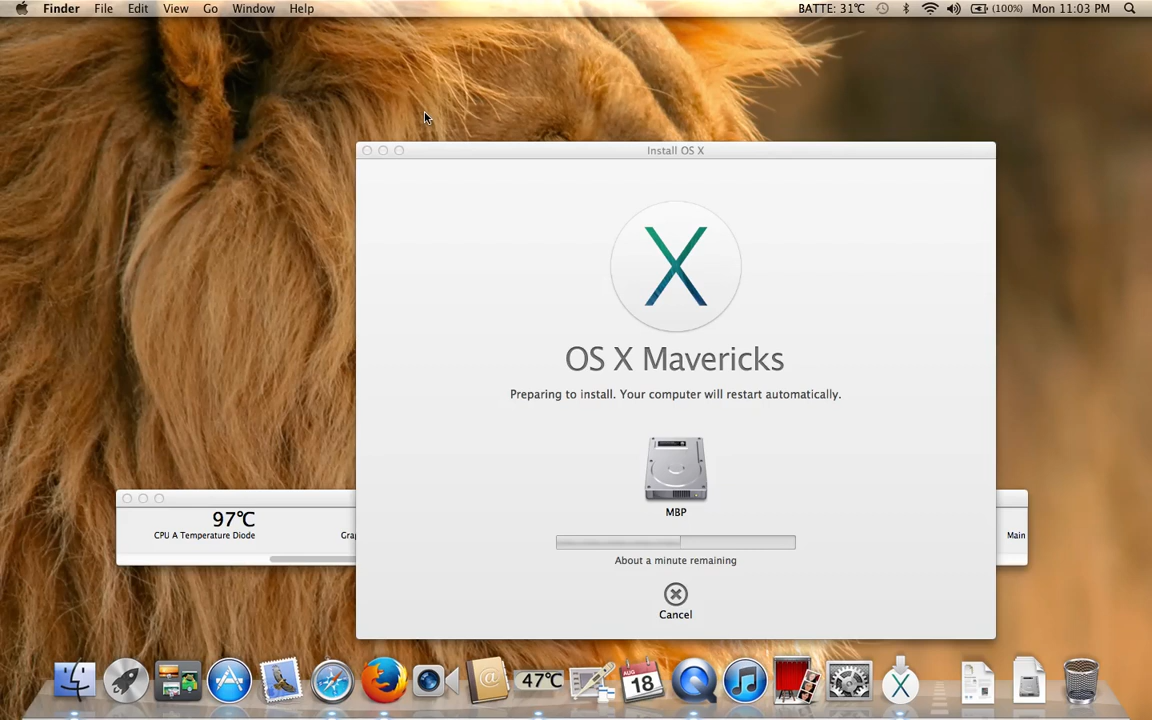 Finder File Edit View Go Window Help BATTE: 31℃ (100%) Mon 11:03 PM
Install OS X
X
OS X Mavericks
Preparing to install. Your computer will restart automatically.
MBP
97℃
CPU A Temperature Diode
Gra
Main
About a minute remaining
Cancel
@
47℃
AUG
18
X